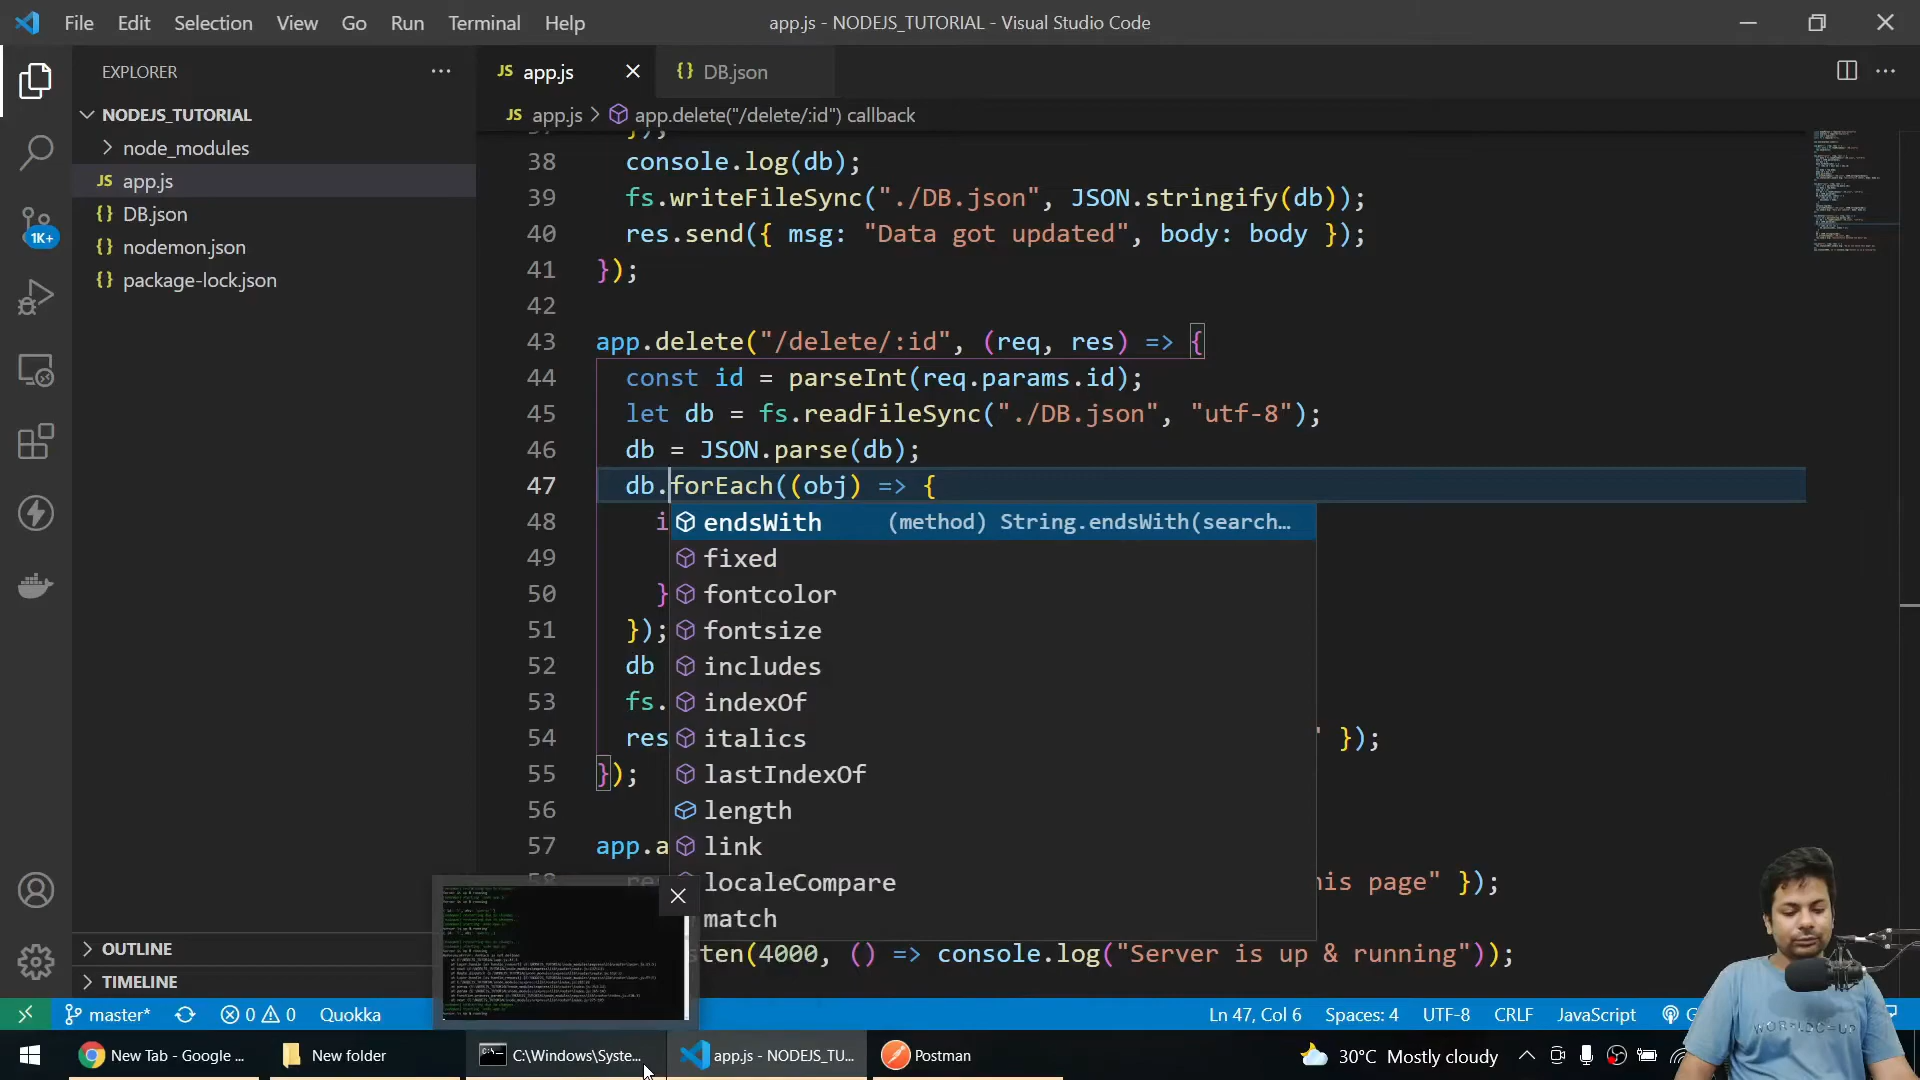 File Edit Selection View Go Run Terminal Help
app.js - NODEJS_TUTORIAL - Visual Studio Code
EXPLORER
NODEJS_TUTORIAL
node_modules
JS app.js
{} DB.json
{} nodemon.json
{} package-lock.json
1K+
OUTLINE
TIMELINE
JS app.js
{} DB.json
JS app.js > app.delete("/delete/:id") callback
38 console.log(db);
39 fs.writeFileSync("./DB.json", JSON.stringify(db));
40 res.send({ msg: "Data got updated", body: body });
41 });
42
43 app.delete("/delete/:id", (req, res) => {
44 const id = parseInt(req.params.id);
45 let db = fs.readFileSync("./DB.json", "utf-8");
46 db = JSON.parse(db);
47 db.forEach((obj) => {
48 i
49
50 }
51 });
52 db
53 fs.
54 res " });
55 });
56
57 app.a
58 his page" });
endsWith (method) String.endsWith(search…
fixed
fontcolor
fontsize
includes
indexOf
italics
lastIndexOf
length
link
localeCompare
match
sten(4000, () => console.log("Server is up & running"));
master* 0 0 Quokka
Ln 47, Col 6 Spaces: 4 UTF-8 CRLF JavaScript
New Tab - Google ...
New folder
C:\Windows\Syste...
app.js - NODEJS_TU...
Postman
30°C Mostly cloudy